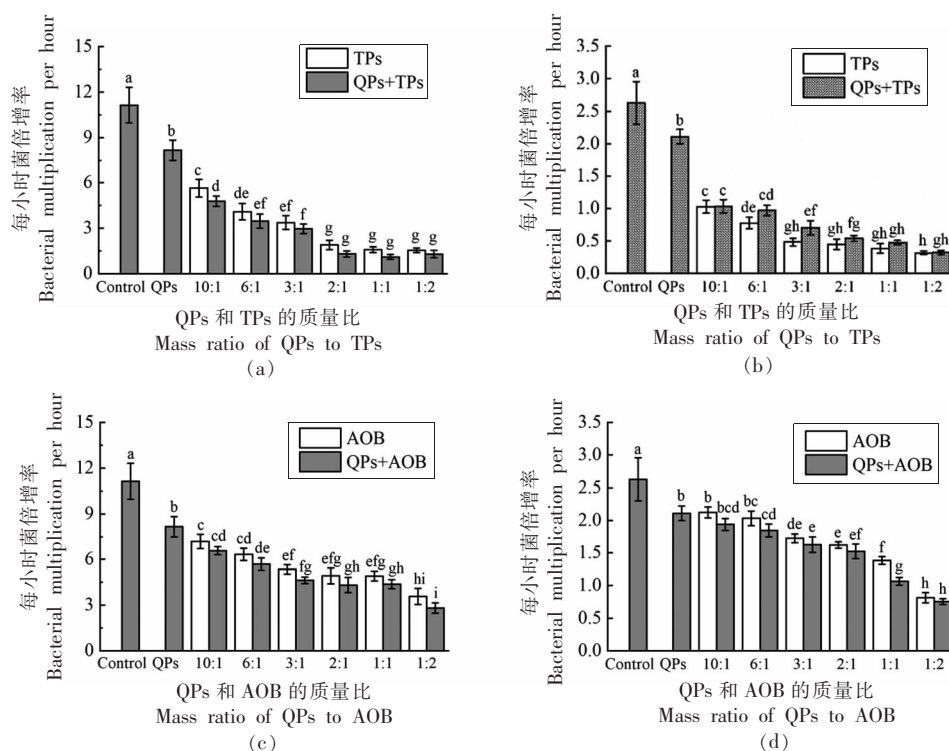 每小时菌倍增率
Bacterial multiplication per hour
15
12
9
6
3
0
TPs
QPs+TPs
a
b
c
d
de
ef
ef
f
g
g
g
g
g
g
Control
QPs
10:1
6:1
3:1
2:1
1:1
1:2
QPs 和 TPs 的质量比
Mass ratio of QPs to TPs
(a)
每小时菌倍增率
Bacterial multiplication per hour
3.5
3.0
2.5
2.0
1.5
1.0
0.5
0.0
TPs
QPs+TPs
a
b
c
c
de
cd
gh
ef
gh
fg
gh
gh
h
gh
Control
QPs
10:1
6:1
3:1
2:1
1:1
1:2
QPs 和 TPs 的质量比
Mass ratio of QPs to TPs
(b)
每小时菌倍增率
Bacterial multiplication per hour
15
12
9
6
3
0
AOB
QPs+AOB
a
b
c
cd
cd
de
ef
fg
efg
gh
efg
gh
hi
i
Control
QPs
10:1
6:1
3:1
2:1
1:1
1:2
QPs 和 AOB 的质量比
Mass ratio of QPs to AOB
(c)
每小时菌倍增率
Bacterial multiplication per hour
3.5
3.0
2.5
2.0
1.5
1.0
0.5
0.0
AOB
QPs+AOB
a
b
b
bcd
bc
cd
de
e
ef
ef
f
g
h
h
Control
QPs
10:1
6:1
3:1
2:1
1:1
1:2
QPs 和 AOB 的质量比
Mass ratio of QPs to AOB
(d)